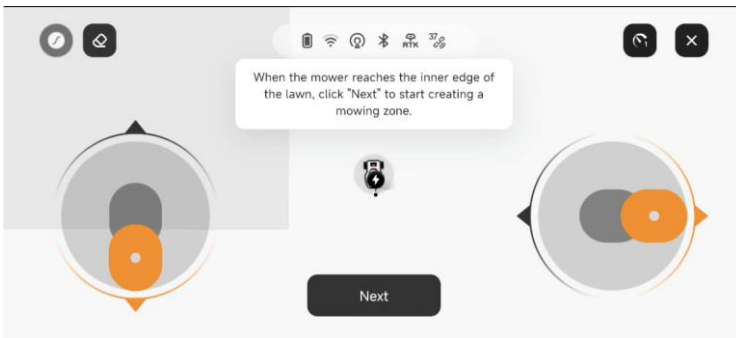 RTK
37
1
When the mower reaches the inner edge of
the lawn, click "Next" to start creating a
mowing zone.
Next